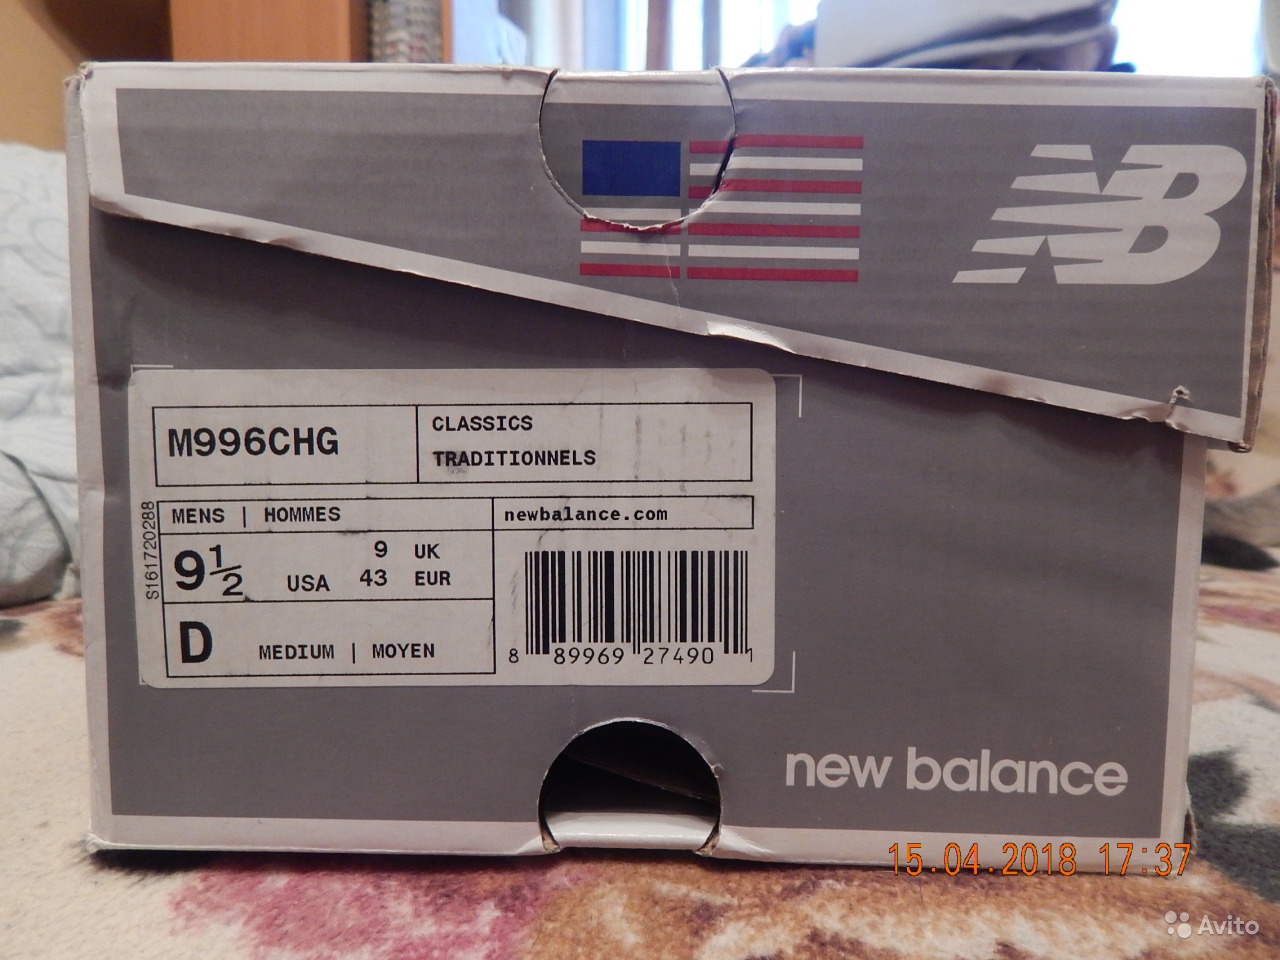 NB
M996CHG
CLASSICS
TRADITIONNELS
S161720288
MENS | HOMMES
newbalance.com
9½ USA
9 UK
43 EUR
D MEDIUM | MOYEN
8 89969 27490 1
new balance
15.04.2018 17:37
Avito